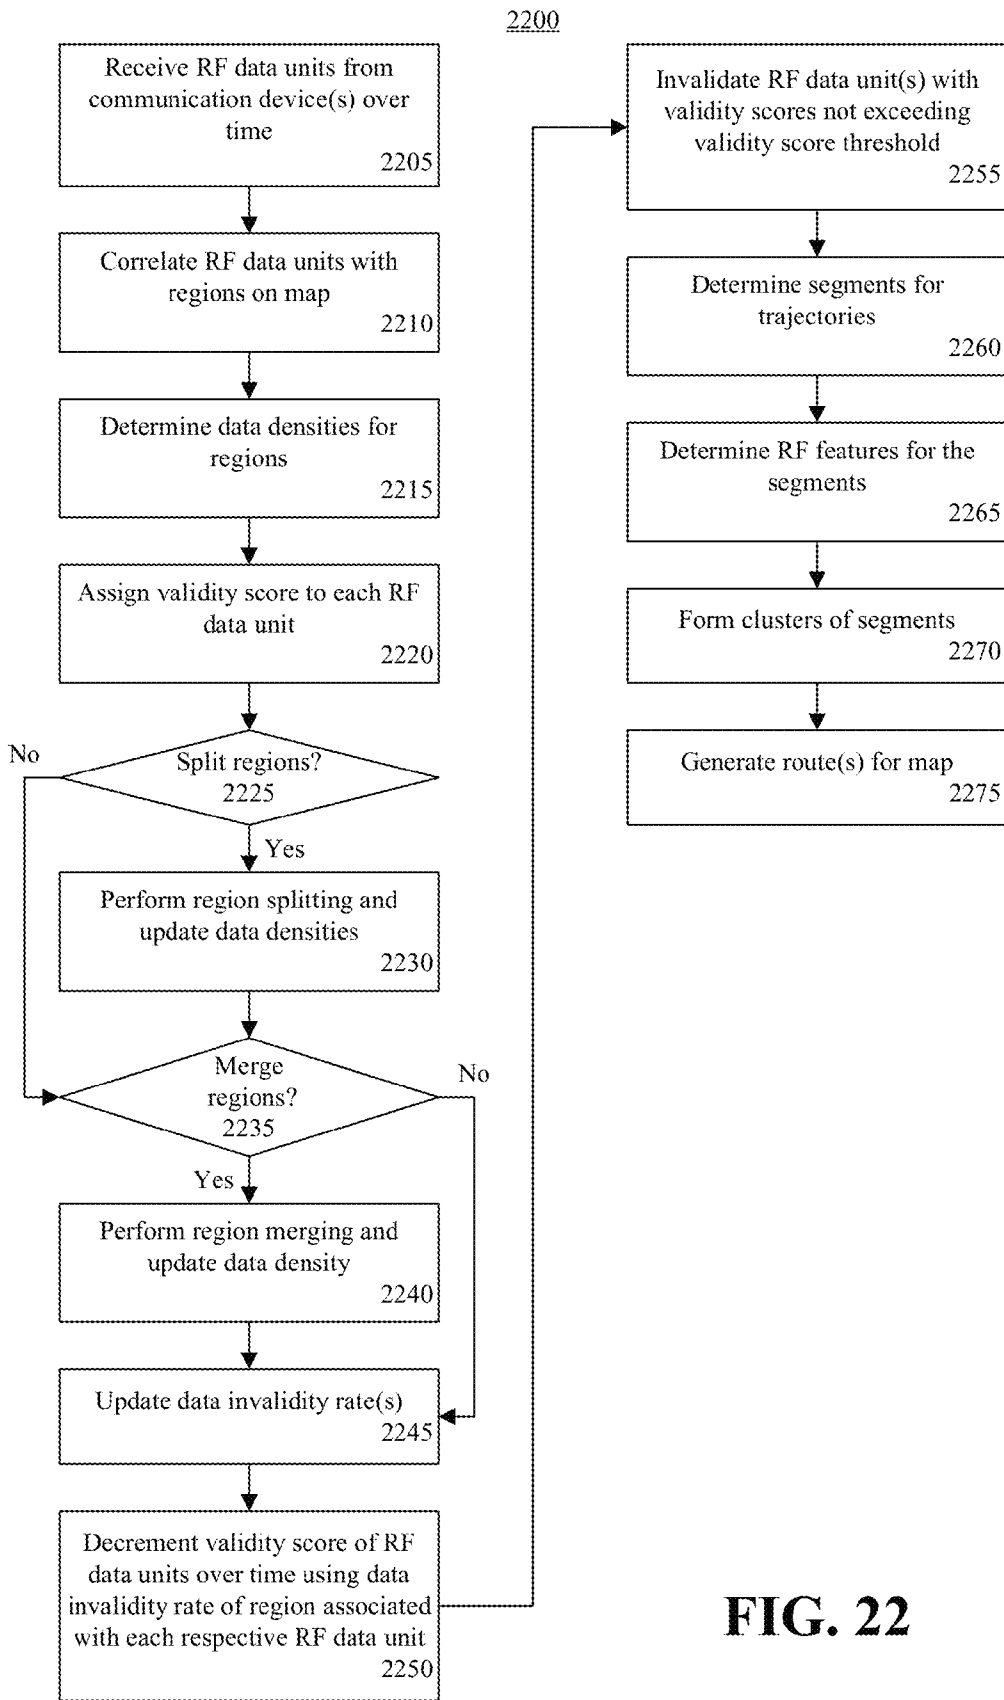 2200
Receive RF data units from
communication device(s) over
time
2205
Correlate RF data units with
regions on map
2210
Determine data densities for
regions
2215
Assign validity score to each RF
data unit
2220
No
Split regions?
2225
Yes
Perform region splitting and
update data densities
2230
Merge
regions?
2235
No
Yes
Perform region merging and
update data density
2240
Update data invalidity rate(s)
2245
Decrement validity score of RF
data units over time using data
invalidity rate of region associated
with each respective RF data unit
2250
Invalidate RF data unit(s) with
validity scores not exceeding
validity score threshold
2255
Determine segments for
trajectories
2260
Determine RF features for the
segments
2265
Form clusters of segments
2270
Generate route(s) for map
2275
FIG. 22